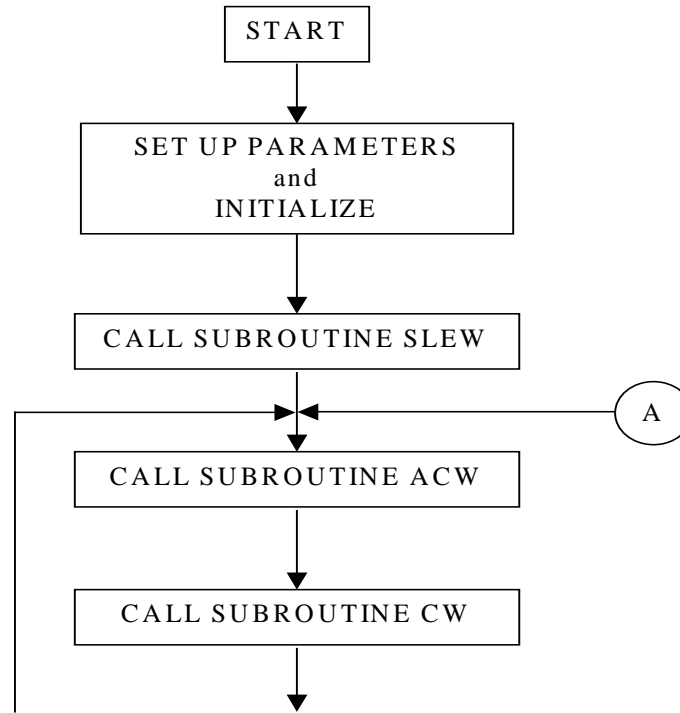 START
SET UP PARAMETERS
and
INITIALIZE
CALL SUBROUTINE SLEW
A
CALL SUBROUTINE ACW
CALL SUBROUTINE CW